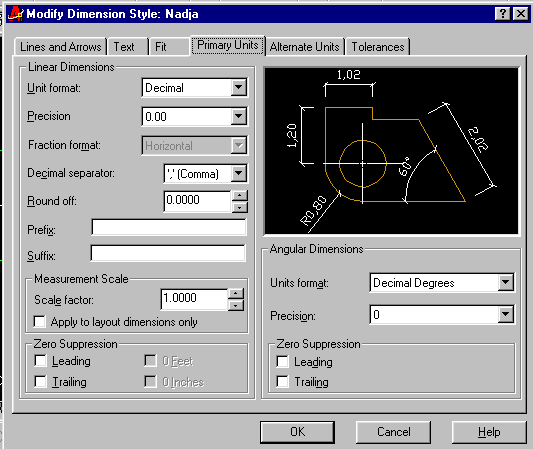 Modify Dimension Style: Nadja
Lines and Arrows Text Fit Primary Units Alternate Units Tolerances
Linear Dimensions
Unit format: Decimal
Precision 0.00
Fraction format: Horizontal
Decimal separator: ',' (Comma)
Round off: 0.0000
Prefix:
Suffix:
Measurement Scale
Scale factor: 1.0000
Apply to layout dimensions only
Zero Suppression
Leading 0 Feet
Trailing 0 Inches
1,02
1,20
2,02
60°
R0,80
Angular Dimensions
Units format: Decimal Degrees
Precision: 0
Zero Suppression
Leading
Trailing
OK Cancel Help